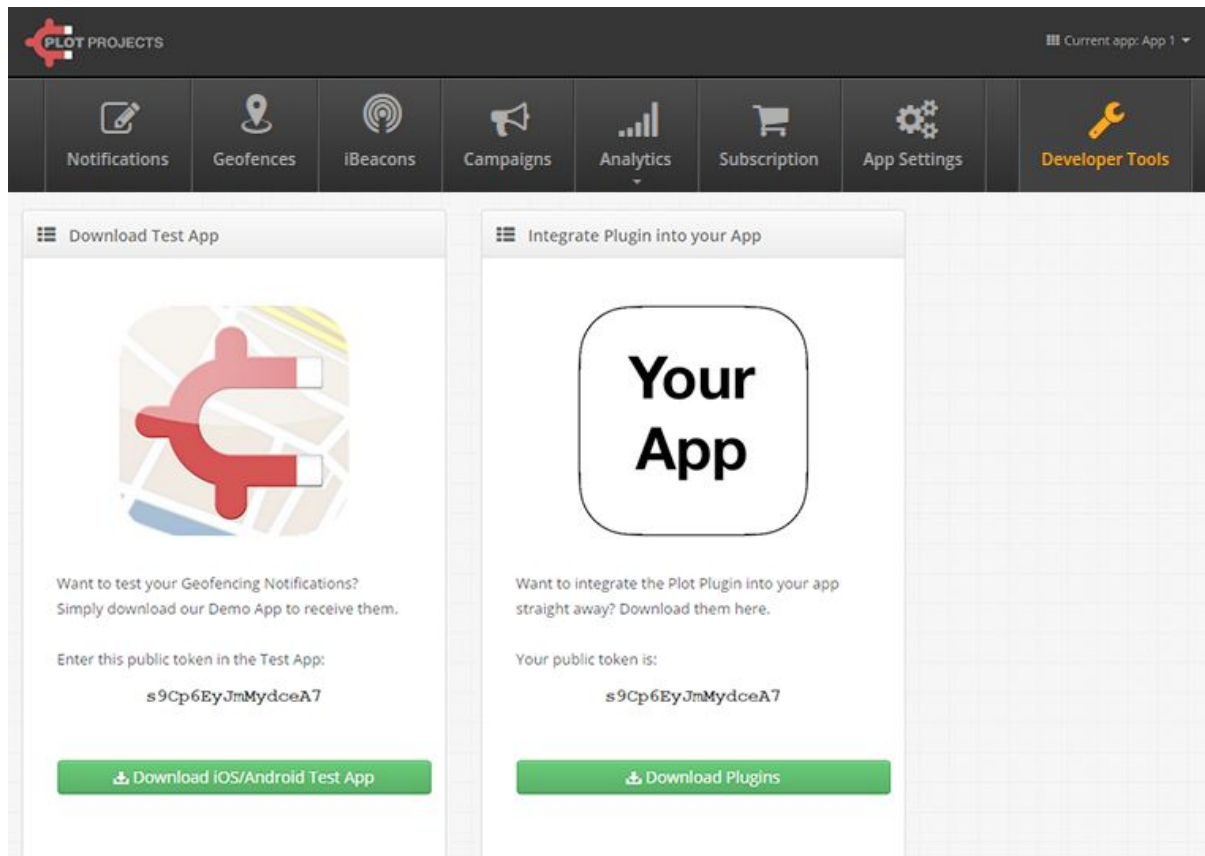 PLOT PROJECTS
Current app: App 1
Notifications
Geofences
iBeacons
Campaigns
Analytics
Subscription
App Settings
Developer Tools
Download Test App
Want to test your Geofencing Notifications?
Simply download our Demo App to receive them.
Enter this public token in the Test App:
s9Cp6EyJmMydceA7
Download iOS/Android Test App
Integrate Plugin into your App
Your
App
Want to integrate the Plot Plugin into your app
straight away? Download them here.
Your public token is:
s9Cp6EyJmMydceA7
Download Plugins